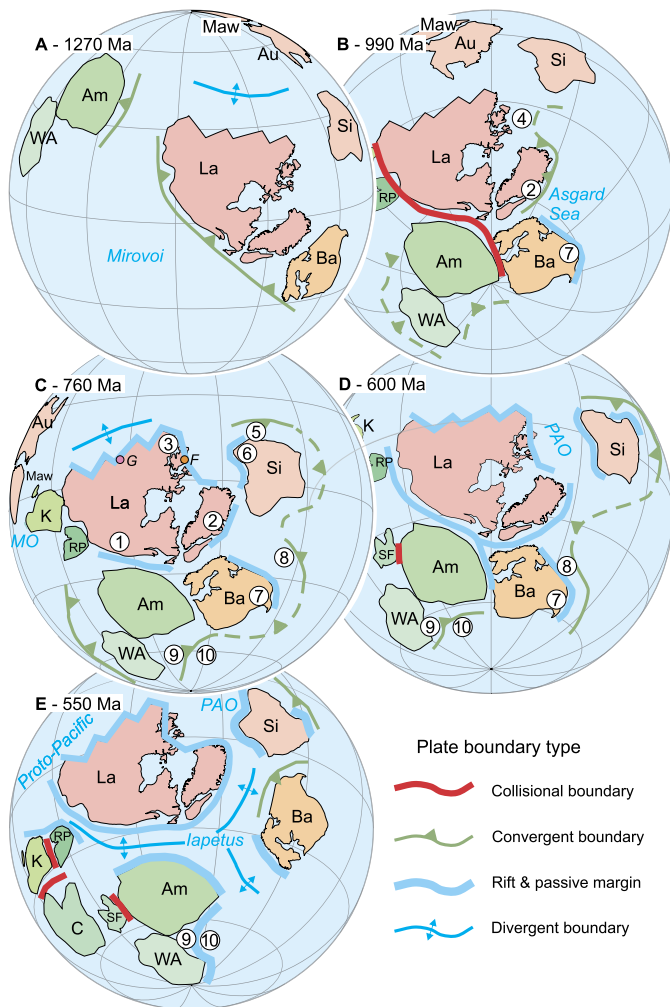 A - 1270 Ma
Maw
Au
Am
WA
La
Si
Ba
Mirovoi
B - 990 Ma
Maw
Au
Si
4
La
2
RP
Asgard
Sea
Am
Ba
7
WA
C - 760 Ma
Au
Maw
K
MO
RP
G
3
F
La
1
2
5
6
Si
8
Am
Ba
7
WA
9
10
D - 600 Ma
K
RP
La
PAO
Si
SF
Am
Ba
8
7
WA
9
10
E - 550 Ma
Proto-Pacific
PAO
Si
La
Ba
RP
K
Iapetus
Am
C
SF
WA
9
10
Plate boundary type
Collisional boundary
Convergent boundary
Rift & passive margin
Divergent boundary